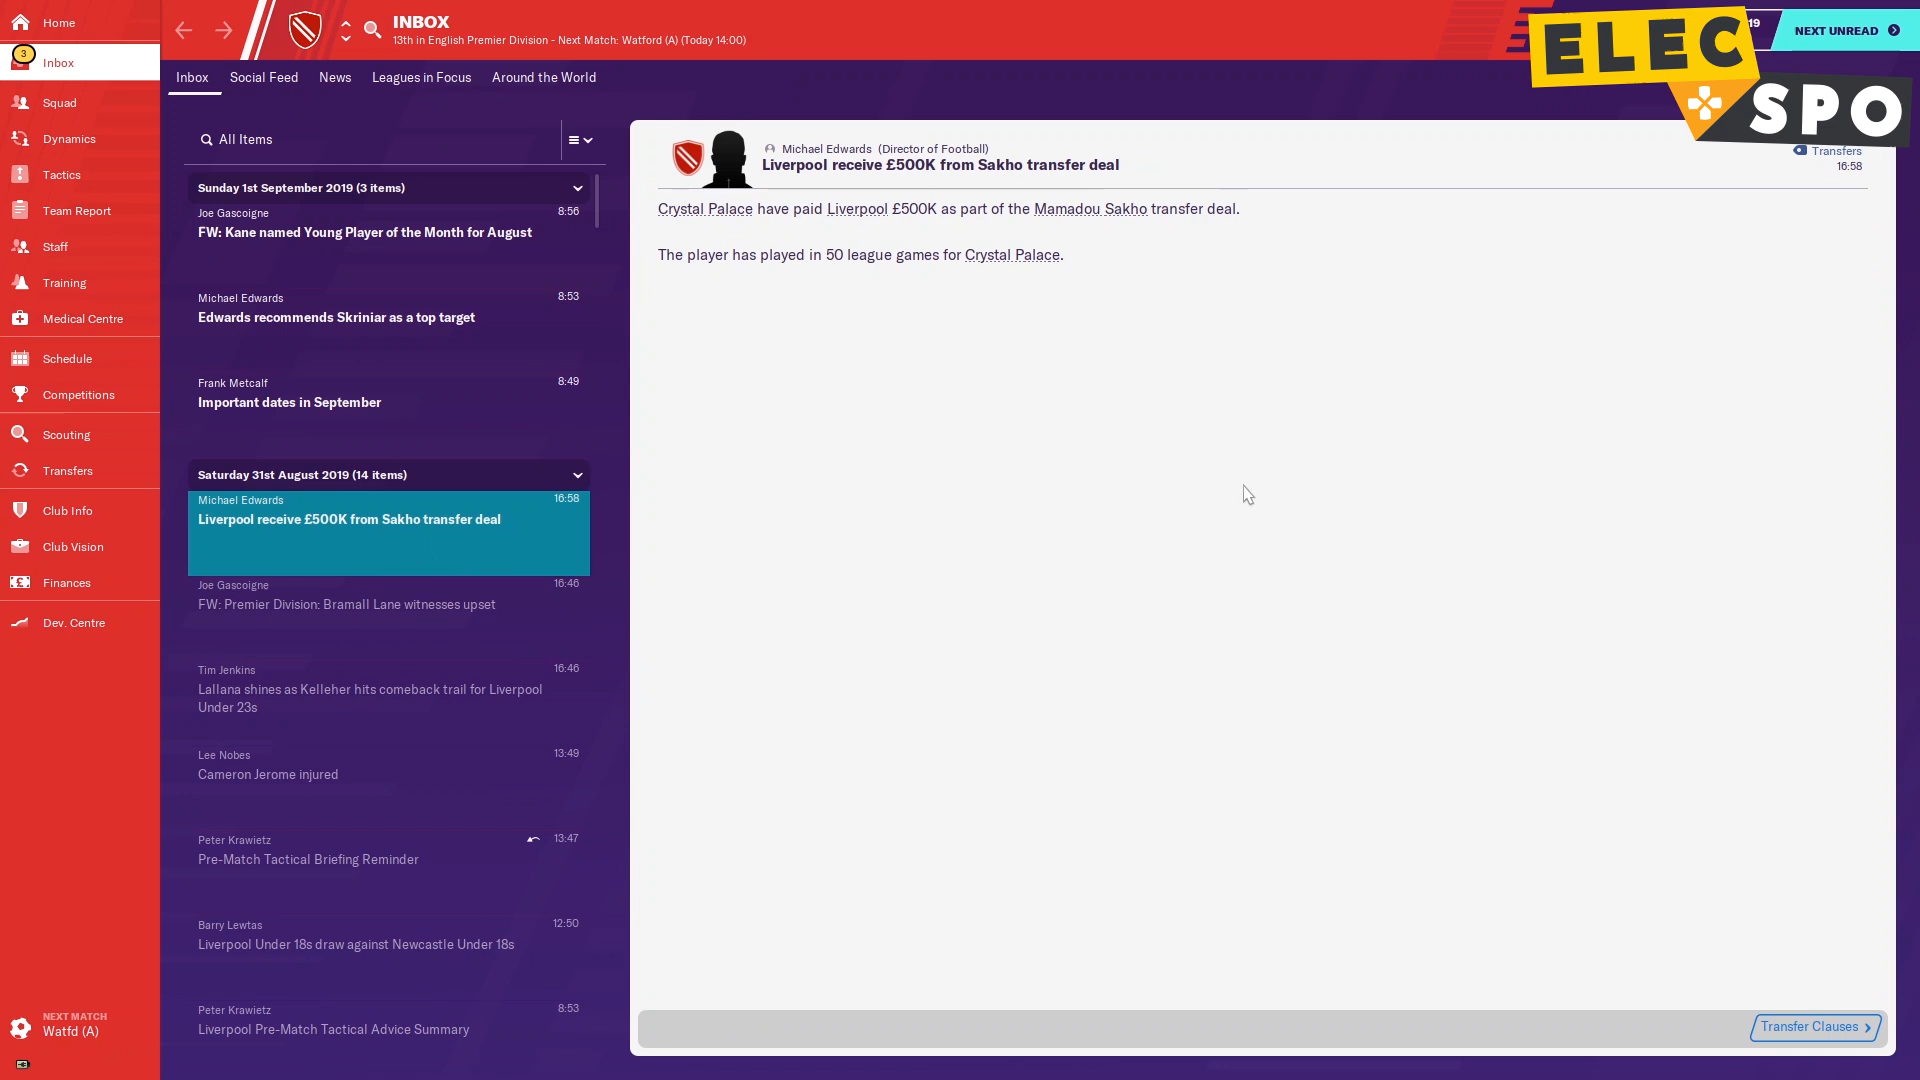 Home
3
Inbox
Squad
Dynamics
Tactics
Team Report
Staff
Training
Medical Centre
Schedule
Competitions
Scouting
Transfers
Club Info
Club Vision
Finances
Dev. Centre
NEXT MATCH
Watfd (A)
INBOX
13th in English Premier Division - Next Match: Watford (A) (Today 14:00)
19
NEXT UNREAD
ELEC
SPO
Inbox Social Feed News Leagues in Focus Around the World
All Items
Sunday 1st September 2019 (3 items)
Joe Gascoigne 8:56
FW: Kane named Young Player of the Month for August
Michael Edwards 8:53
Edwards recommends Skriniar as a top target
Frank Metcalf 8:49
Important dates in September
Saturday 31st August 2019 (14 items)
Michael Edwards 16:58
Liverpool receive £500K from Sakho transfer deal
Joe Gascoigne 16:46
FW: Premier Division: Bramall Lane witnesses upset
Tim Jenkins 16:46
Lallana shines as Kelleher hits comeback trail for Liverpool
Under 23s
Lee Nobes 13:49
Cameron Jerome injured
Peter Krawietz 13:47
Pre-Match Tactical Briefing Reminder
Barry Lewtas 12:50
Liverpool Under 18s draw against Newcastle Under 18s
Peter Krawietz 8:53
Liverpool Pre-Match Tactical Advice Summary
Michael Edwards (Director of Football)
Liverpool receive £500K from Sakho transfer deal
Transfers
16:58
Crystal Palace have paid Liverpool £500K as part of the Mamadou Sakho transfer deal.
The player has played in 50 league games for Crystal Palace.
Transfer Clauses